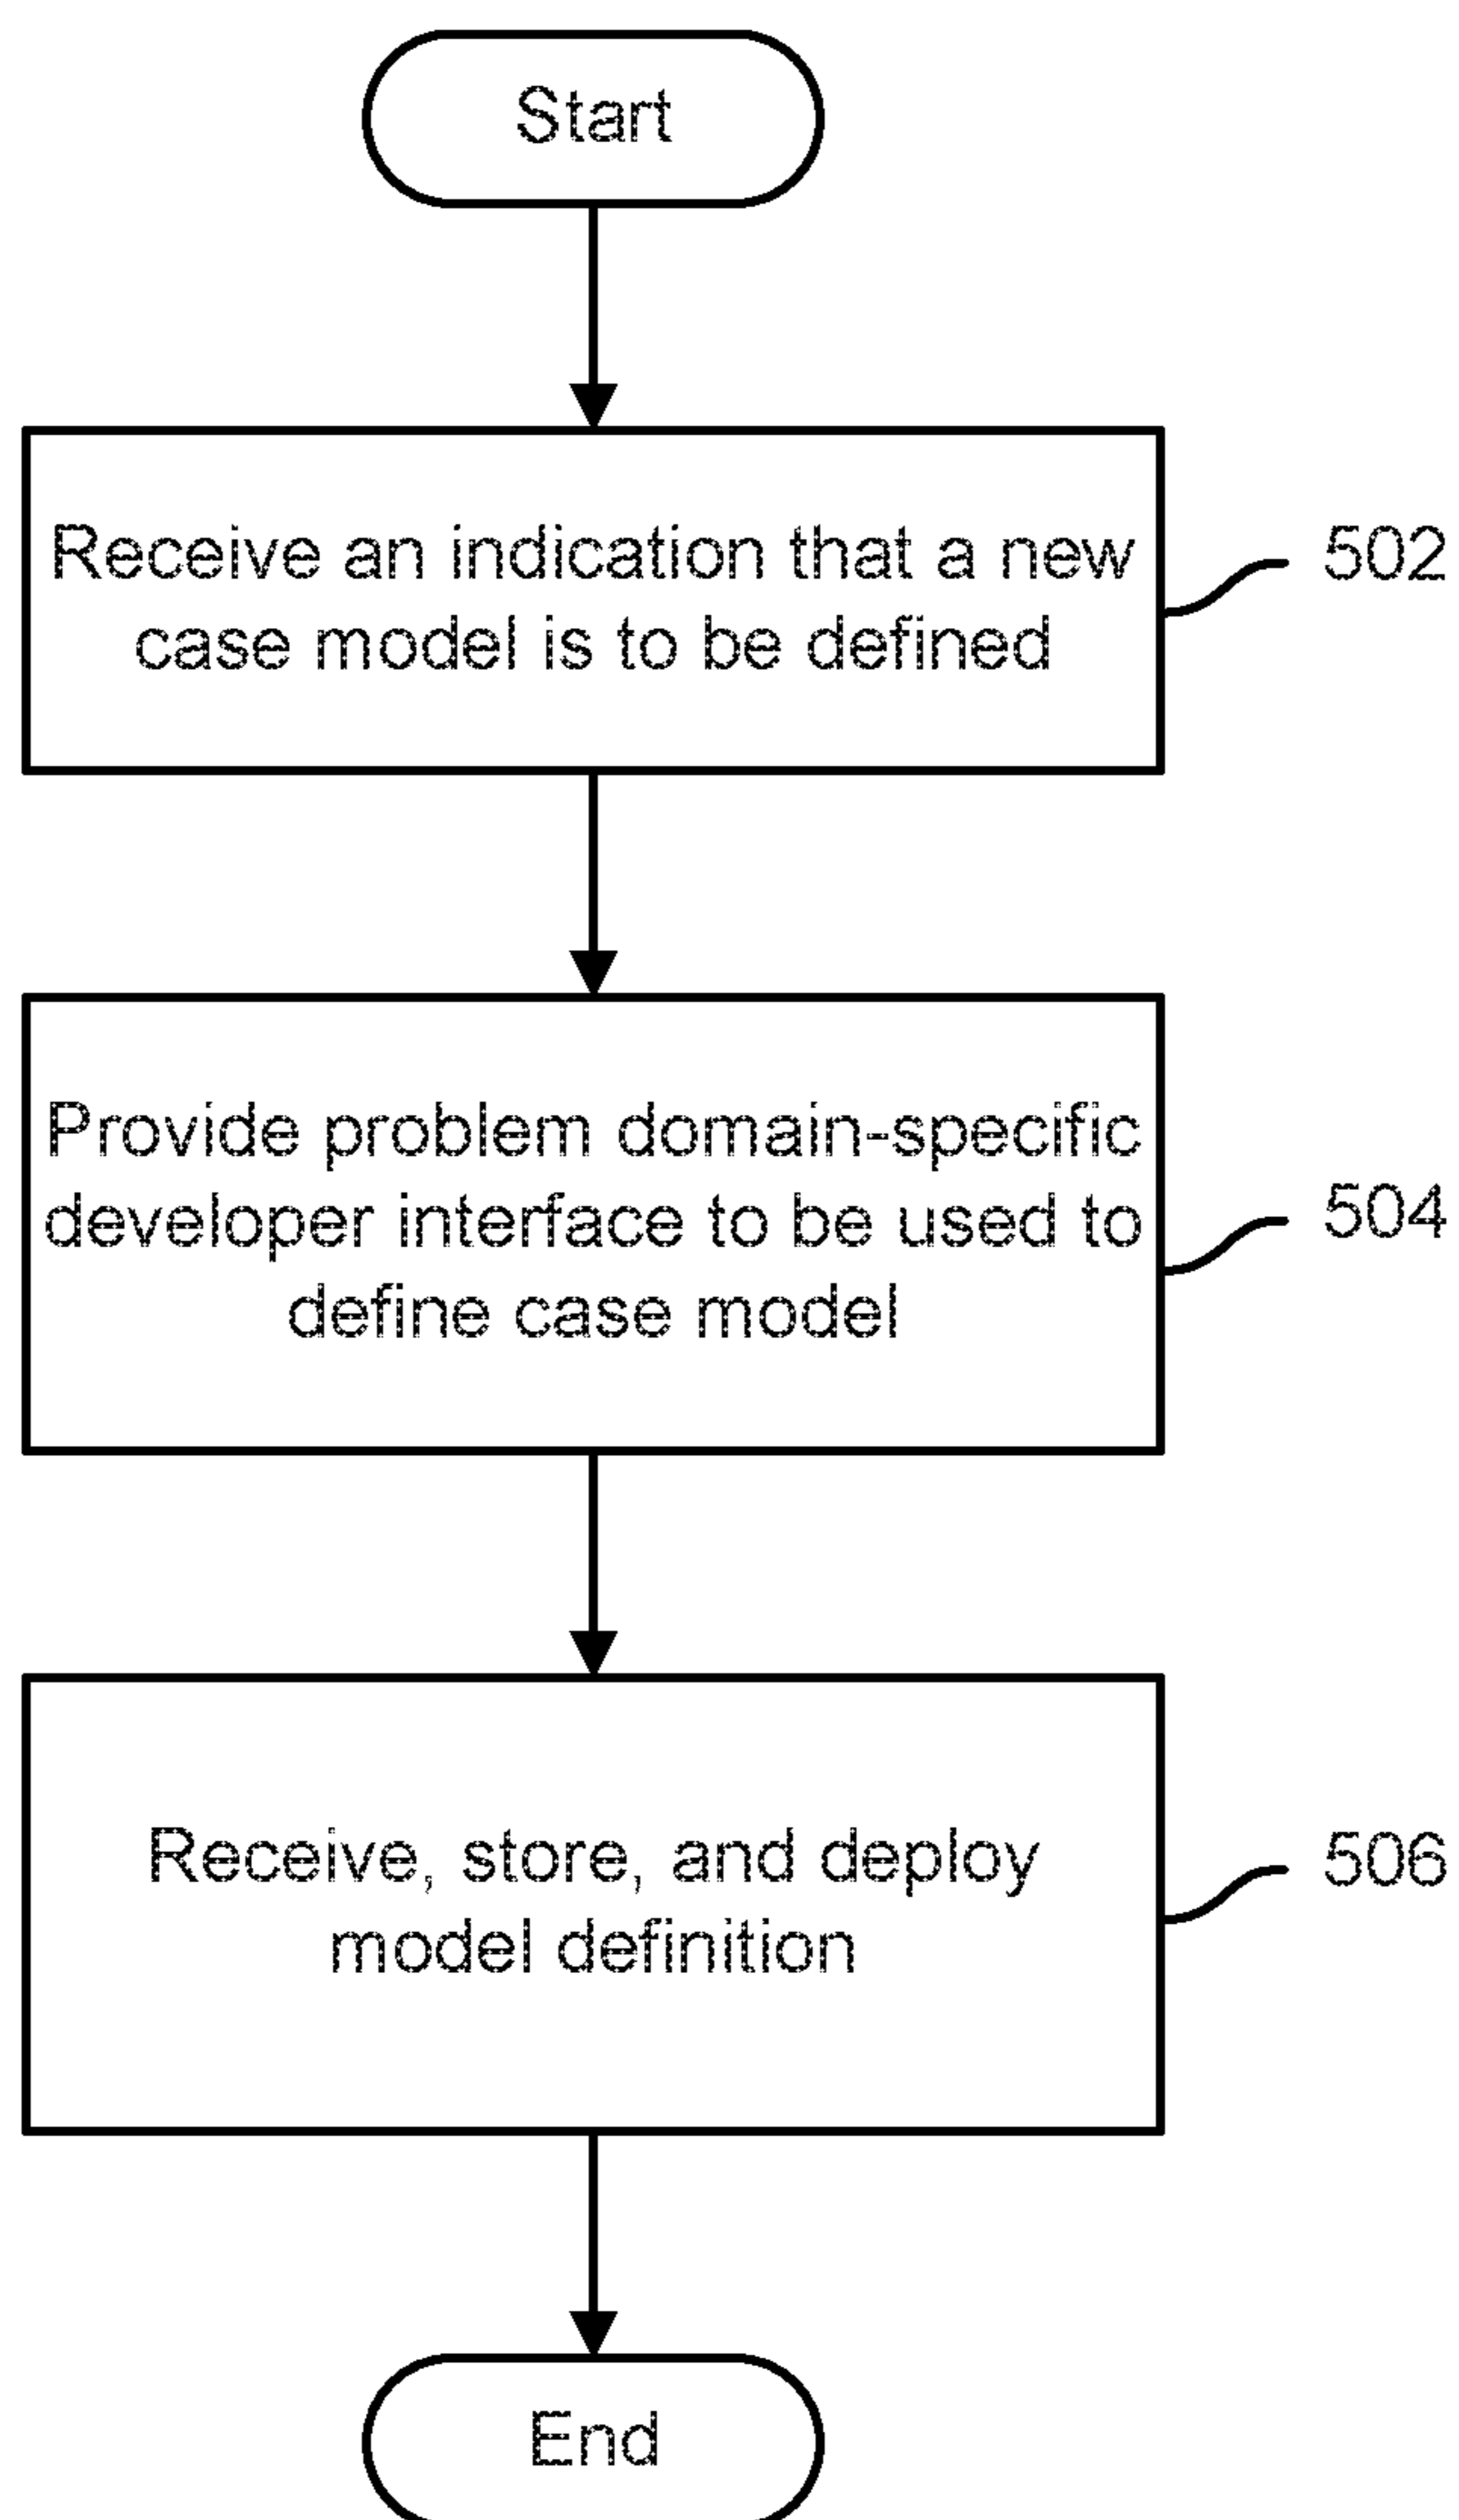 Start
Receive an indication that a new
case model is to be defined
502
Provide problem domain-specific
developer interface to be used to
define case model
504
Receive, store, and deploy
model definition
506
End